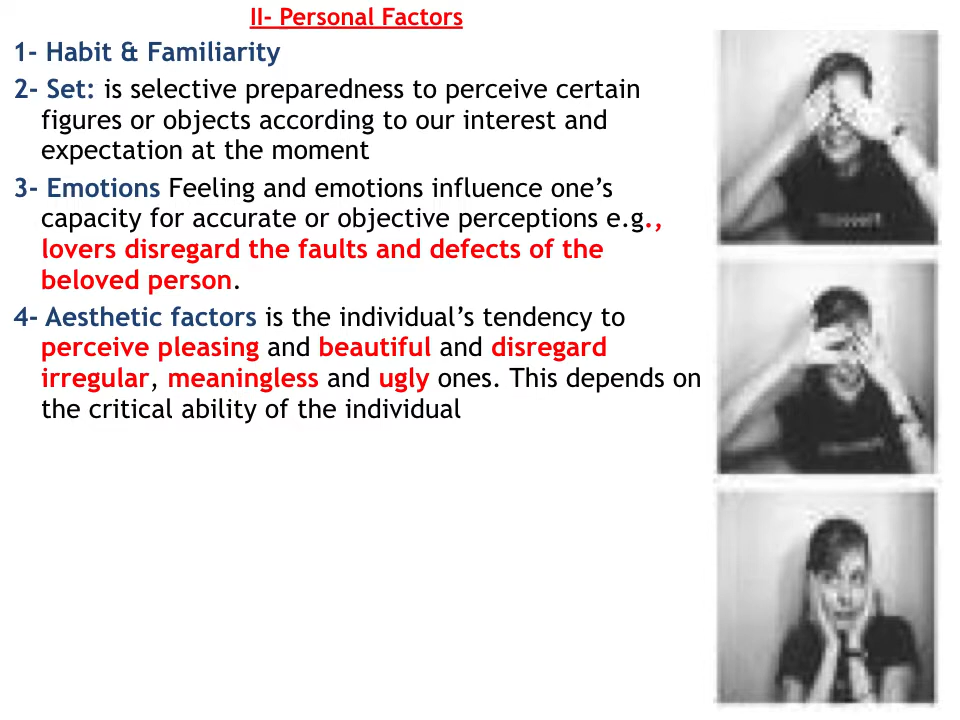 II- Personal Factors
1- Habit & Familiarity
2- Set: is selective preparedness to perceive certain
figures or objects according to our interest and
expectation at the moment
3- Emotions Feeling and emotions influence one’s
capacity for accurate or objective perceptions e.g.,
lovers disregard the faults and defects of the
beloved person.
4- Aesthetic factors is the individual’s tendency to
perceive pleasing and beautiful and disregard
irregular, meaningless and ugly ones. This depends on
the critical ability of the individual